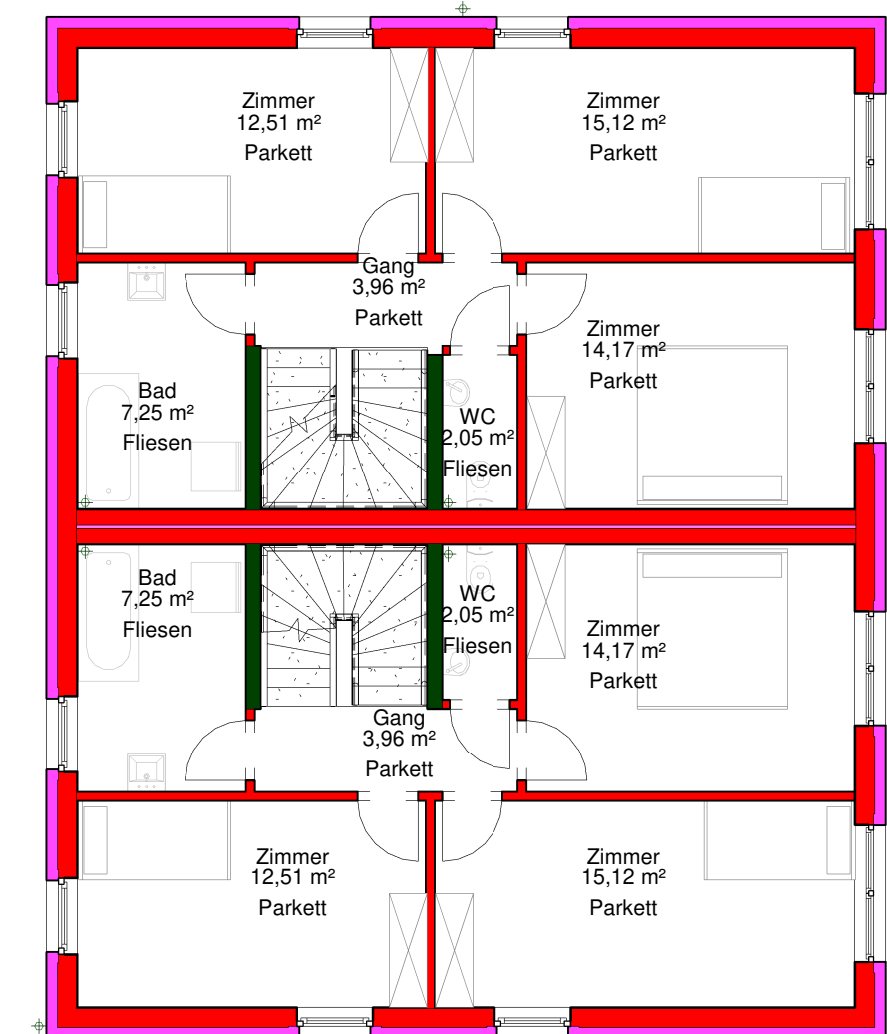 Zimmer
12,51 m²
Parkett
Zimmer
15,12 m²
Parkett
Gang
3,96 m²
Parkett
Zimmer
14,17 m²
Parkett
Bad
7,25 m²
Fliesen
WC
2,05 m²
Fliesen
Bad
7,25 m²
Fliesen
WC
2,05 m²
Fliesen
Zimmer
14,17 m²
Parkett
Gang
3,96 m²
Parkett
Zimmer
12,51 m²
Parkett
Zimmer
15,12 m²
Parkett